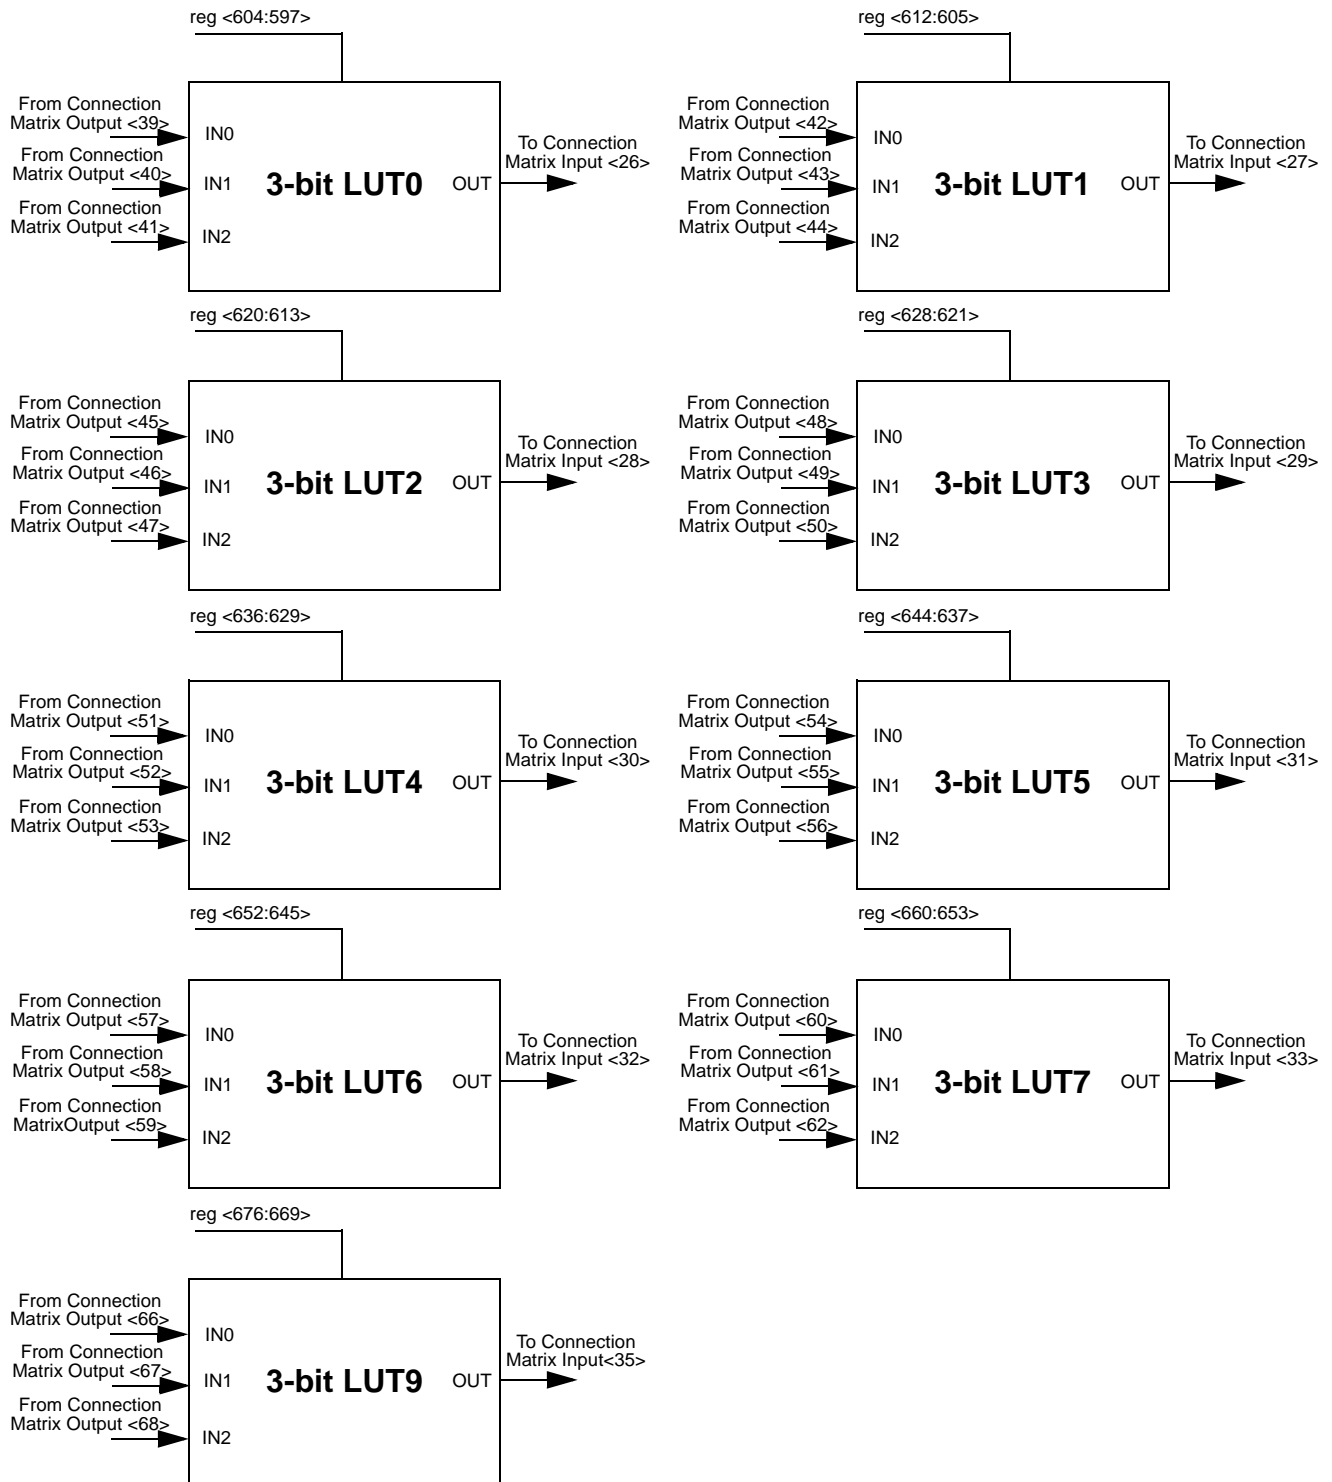 reg <604:597>
From Connection
Matrix Output <39>
From Connection
Matrix Output <40>
From Connection
Matrix Output <41>
IN0
IN1
IN2
3-bit LUT0
OUT
To Connection
Matrix Input <26>
reg <612:605>
From Connection
Matrix Output <42>
From Connection
Matrix Output <43>
From Connection
Matrix Output <44>
IN0
IN1
IN2
3-bit LUT1
OUT
To Connection
Matrix Input <27>
reg <620:613>
From Connection
Matrix Output <45>
From Connection
Matrix Output <46>
From Connection
Matrix Output <47>
IN0
IN1
IN2
3-bit LUT2
OUT
To Connection
Matrix Input <28>
reg <628:621>
From Connection
Matrix Output <48>
From Connection
Matrix Output <49>
From Connection
Matrix Output <50>
IN0
IN1
IN2
3-bit LUT3
OUT
To Connection
Matrix Input <29>
reg <636:629>
From Connection
Matrix Output <51>
From Connection
Matrix Output <52>
From Connection
Matrix Output <53>
IN0
IN1
IN2
3-bit LUT4
OUT
To Connection
Matrix Input <30>
reg <644:637>
From Connection
Matrix Output <54>
From Connection
Matrix Output <55>
From Connection
Matrix Output <56>
IN0
IN1
IN2
3-bit LUT5
OUT
To Connection
Matrix Input <31>
reg <652:645>
From Connection
Matrix Output <57>
From Connection
Matrix Output <58>
From Connection
MatrixOutput <59>
IN0
IN1
IN2
3-bit LUT6
OUT
To Connection
Matrix Input <32>
reg <660:653>
From Connection
Matrix Output <60>
From Connection
Matrix Output <61>
From Connection
Matrix Output <62>
IN0
IN1
IN2
3-bit LUT7
OUT
To Connection
Matrix Input <33>
reg <676:669>
From Connection
Matrix Output <66>
From Connection
Matrix Output <67>
From Connection
Matrix Output <68>
IN0
IN1
IN2
3-bit LUT9
OUT
To Connection
Matrix Input<35>